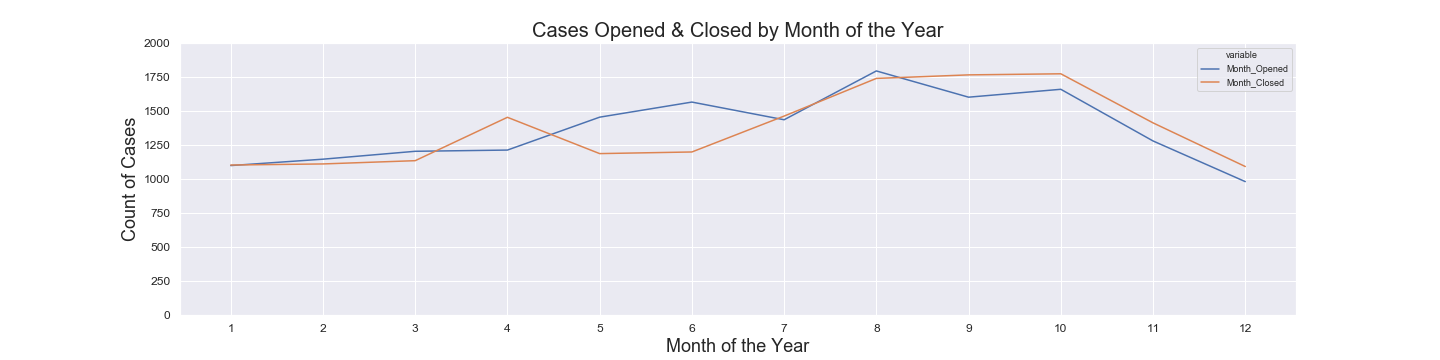 Cases Opened & Closed by Month of the Year
2000
1750
1500
1250
1000
750
500
250
0
Count of Cases
variable
Month_Opened
Month_Closed
1 2 3 4 5 6 7 8 9 10 11 12
Month of the Year